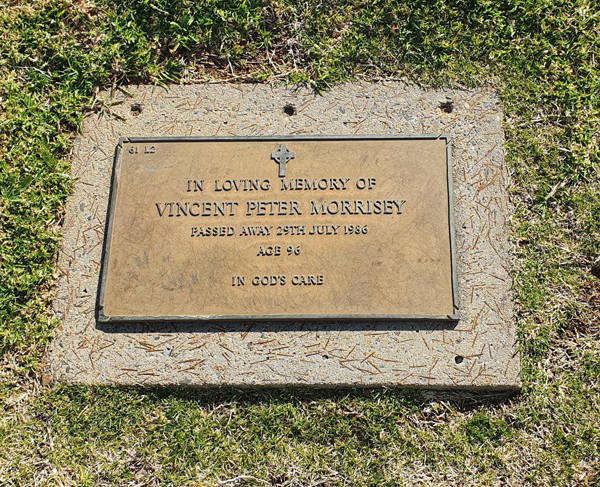 61 L2
IN LOVING MEMORY OF
VINCENT PETER MORRISEY
PASSED AWAY 29TH JULY 1986
AGE 96
IN GOD'S CARE